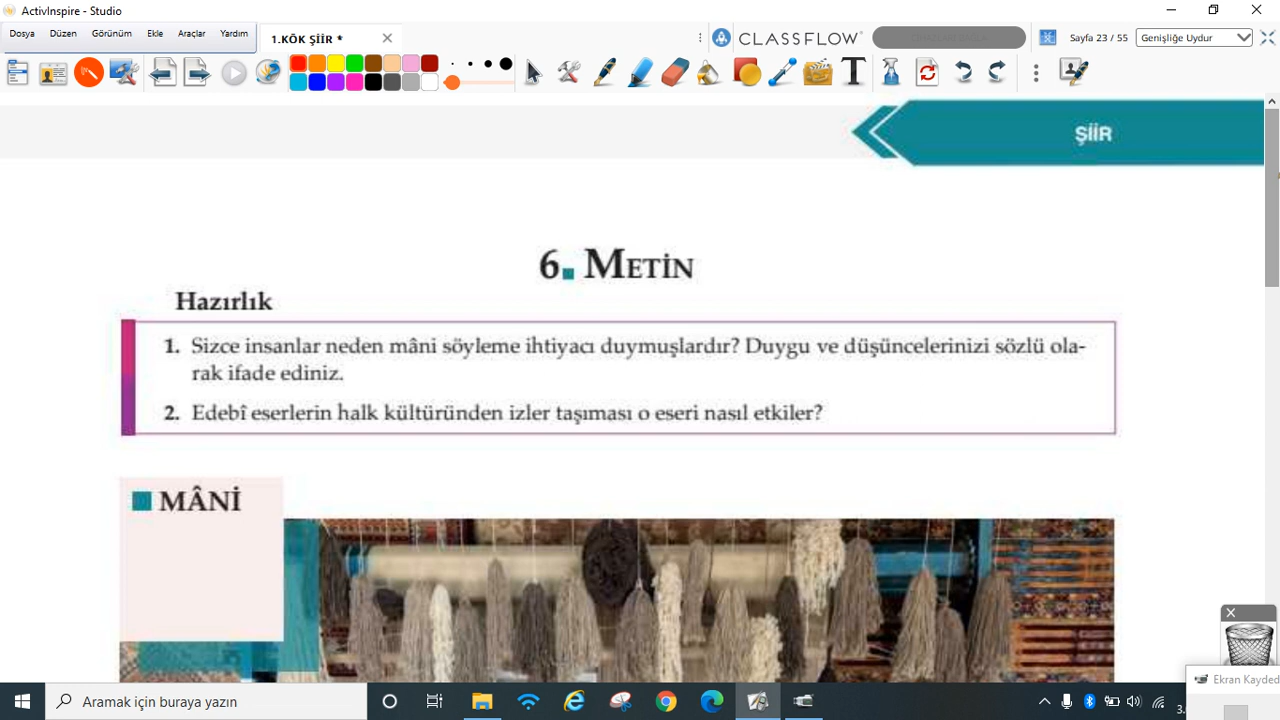 ActivInspire - Studio
Dosya Düzen Görünüm Ekle Araçlar Yardım
1.KÖK ŞİİR *
CLASSFLOW
Sayfa 23 / 55
Genişliğe Uydur
ŞİİR
6. METİN
Hazırlık
1. Sizce insanlar neden mâni söyleme ihtiyacı duymuşlardır? Duygu ve düşüncelerinizi sözlü ola-
rak ifade ediniz.
2. Edebî eserlerin halk kültüründen izler taşıması o eseri nasıl etkiler?
MÂNİ
Ekran Kayded
Aramak için buraya yazın
3.